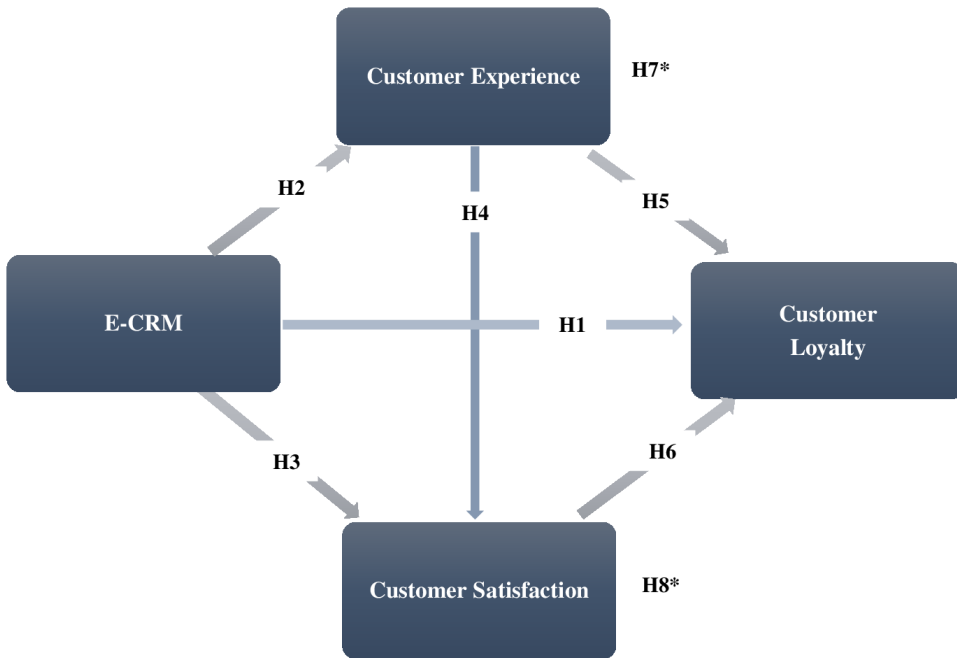 Customer Experience
H7*
H2
H5
H4
E-CRM
H1
Customer
Loyalty
H3
H6
Customer Satisfaction
H8*